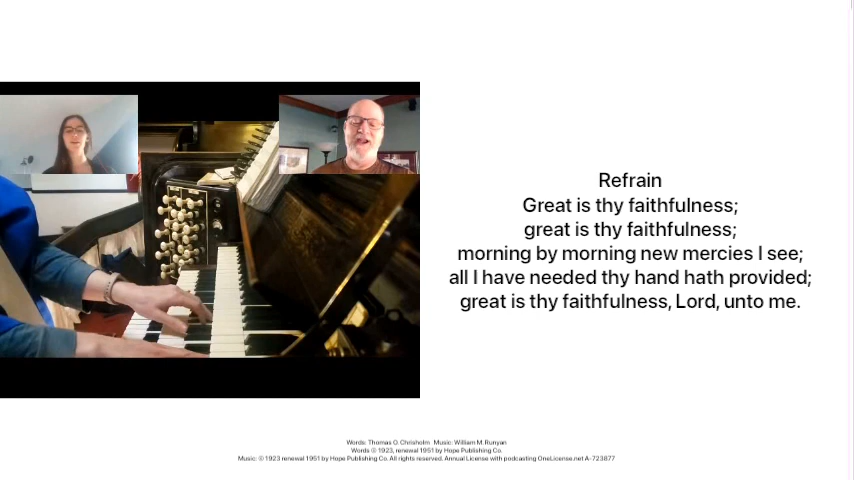 Refrain
Great is thy faithfulness;
great is thy faithfulness;
morning by morning new mercies I see;
all I have needed thy hand hath provided;
great is thy faithfulness, Lord, unto me.
Words: Thomas O. Chrisholm Music: William M. Runyan
Words © 1923, renewal 1951 by Hope Publishing Co.
Music: © 1923 renewal 1951 by Hope Publishing Co. All rights reserved. Annual License with podcasting OneLicense.net A-723877